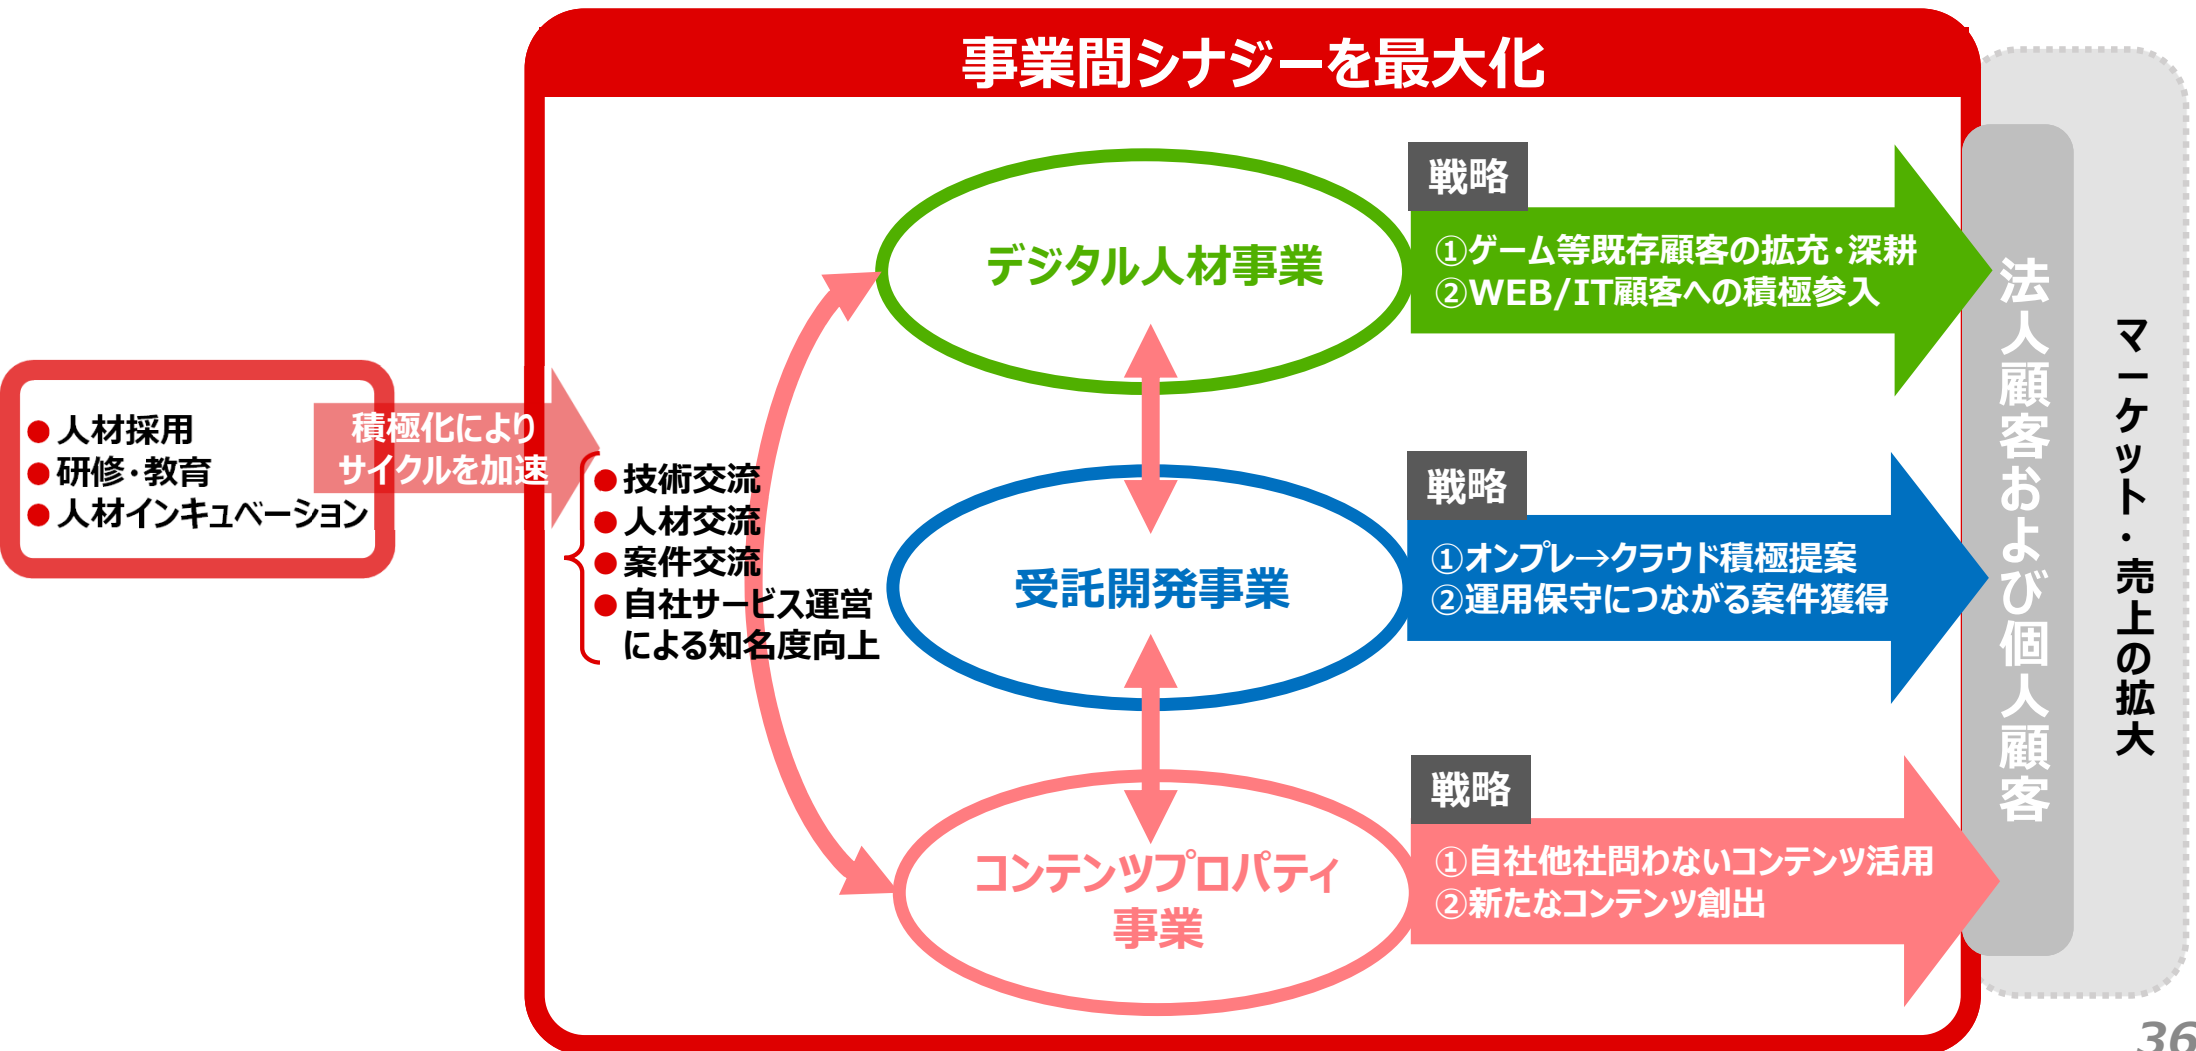 事業間シナジーを最大化
●人材採用
●研修・教育
●人材インキュベーション
積極化により
サイクルを加速
●技術交流
●人材交流
●案件交流
●自社サービス運営
による知名度向上
デジタル人材事業
戦略
①ゲーム等既存顧客の拡充・深耕
②WEB/IT顧客への積極参入
受託開発事業
戦略
①オンプレ→クラウド積極提案
②運用保守につながる案件獲得
コンテンツプロパティ
事業
戦略
①自社他社問わないコンテンツ活用
②新たなコンテンツ創出
法人顧客および個人顧客
マーケット・売上の拡大
36